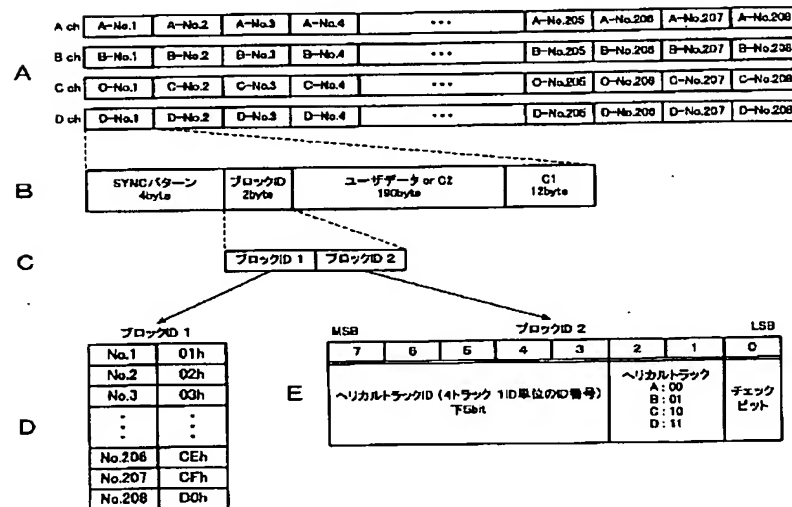 A ch A-No.1 A-No.2 A-No.3 A-No.4 ・・・ A-No.205 A-No.206 A-No.207 A-No.208
B ch B-No.1 B-No.2 B-No.3 B-No.4 ・・・ B-No.205 B-No.206 B-No.207 B-No.208
A
C ch C-No.1 C-No.2 C-No.3 C-No.4 ・・・ C-No.205 C-No.206 C-No.207 C-No.208
D ch D-No.1 D-No.2 D-No.3 D-No.4 ・・・ D-No.205 D-No.206 D-No.207 D-No.208
B
SYNCパターン ブロックID ユーザデータ or C2 C1
4byte 2byte 190byte 12byte
C
ブロックID 1 ブロックID 2
ブロックID 1
No.1 01h
No.2 02h
No.3 03h
D
No.206 CEh
No.207 CFh
No.208 D0h
MSB ブロックID 2 LSB
7 6 5 4 3 2 1 0
E
ヘリカルトラックID (4トラック 1ID単位のID番号)
下5bit
ヘリカルトラック
A : 00
B : 01
C : 10
D : 11
チェック
ビット